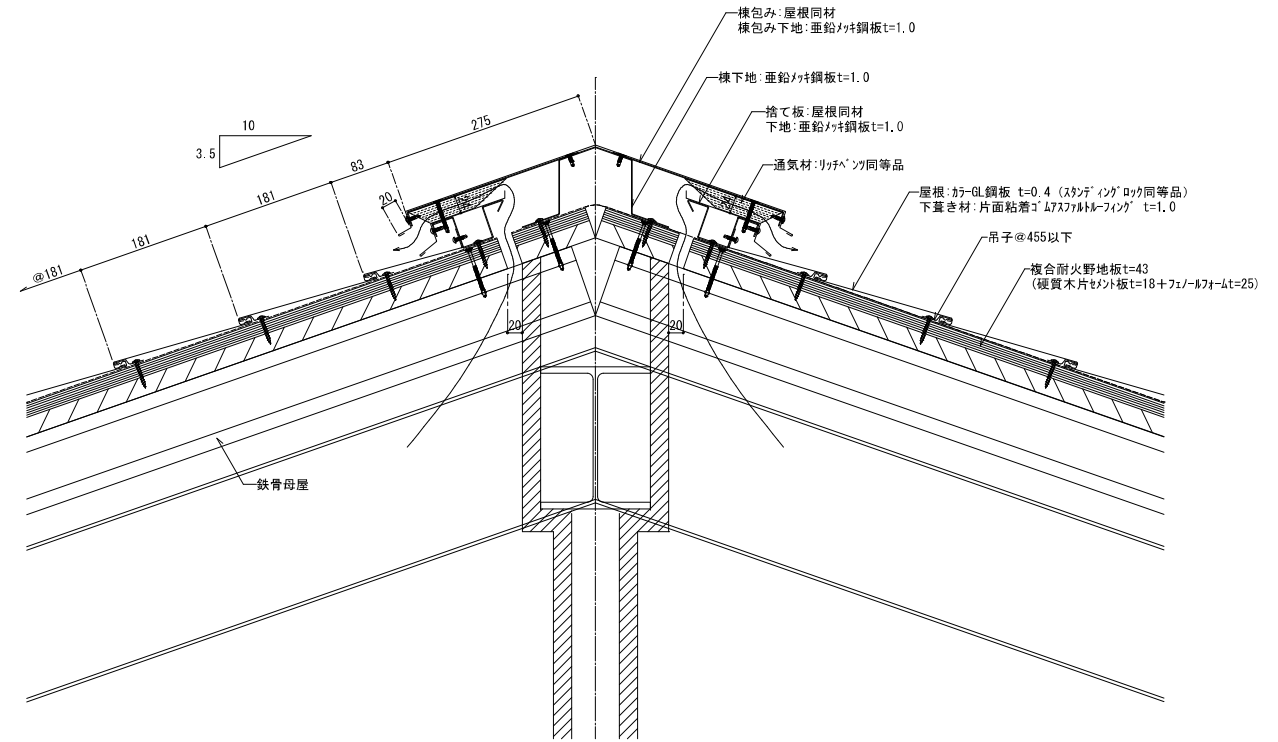 棟包み:屋根同材
棟包み下地:亜鉛メッキ鋼板t=1.0
棟下地:亜鉛メッキ鋼板t=1.0
捨て板:屋根同材
下地:亜鉛メッキ鋼板t=1.0
通気材:リッチベンツ同等品
屋根:カラーGL鋼板 t=0.4 (スタンディングロック同等品)
下葺き材:片面粘着ゴムアスファルトルーフィング t=1.0
吊子@455以下
複合耐火野地板t=43
(硬質木片セメント板t=18+フェノールフォームt=25)
10
3.5
275
83
181
181
@181
20
20
20
鉄骨母屋